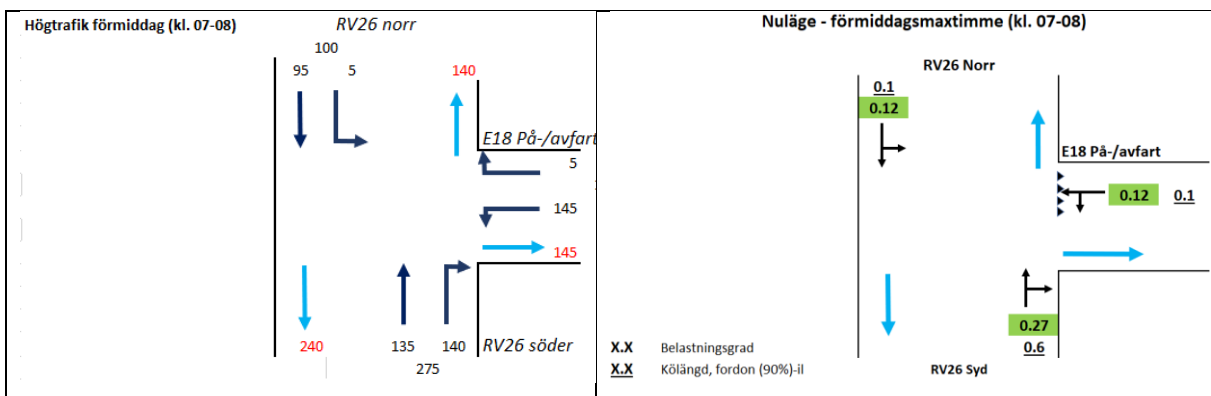 Högtrafik förmiddag (kl. 07-08)
RV26 norr
100
95 5 140
E18 På-/avfart
5
145
145
240 135 140 RV26 söder
275
Nuläge - förmiddagsmaxtimme (kl. 07-08)
RV26 Norr
0.1
0.12
E18 På-/avfart
0.12 0.1
0.27
0.6
X.X Belastningsgrad
X.X Kölängd, fordon (90%)-il
RV26 Syd